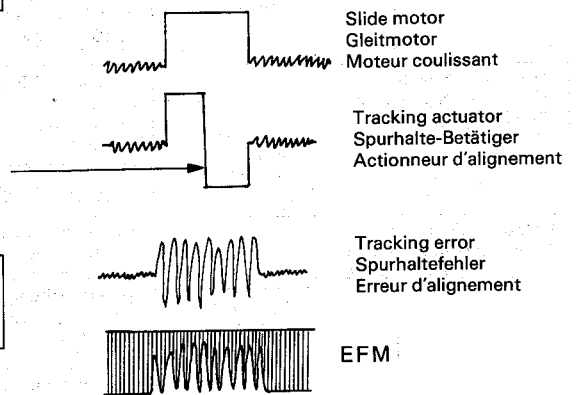 Slide motor
Gleitmotor
Moteur coulissant
Tracking actuator
Spurhalte-Betätiger
Actionneur d'alignement
Tracking error
Spurhaltefehler
Erreur d'alignement
EFM